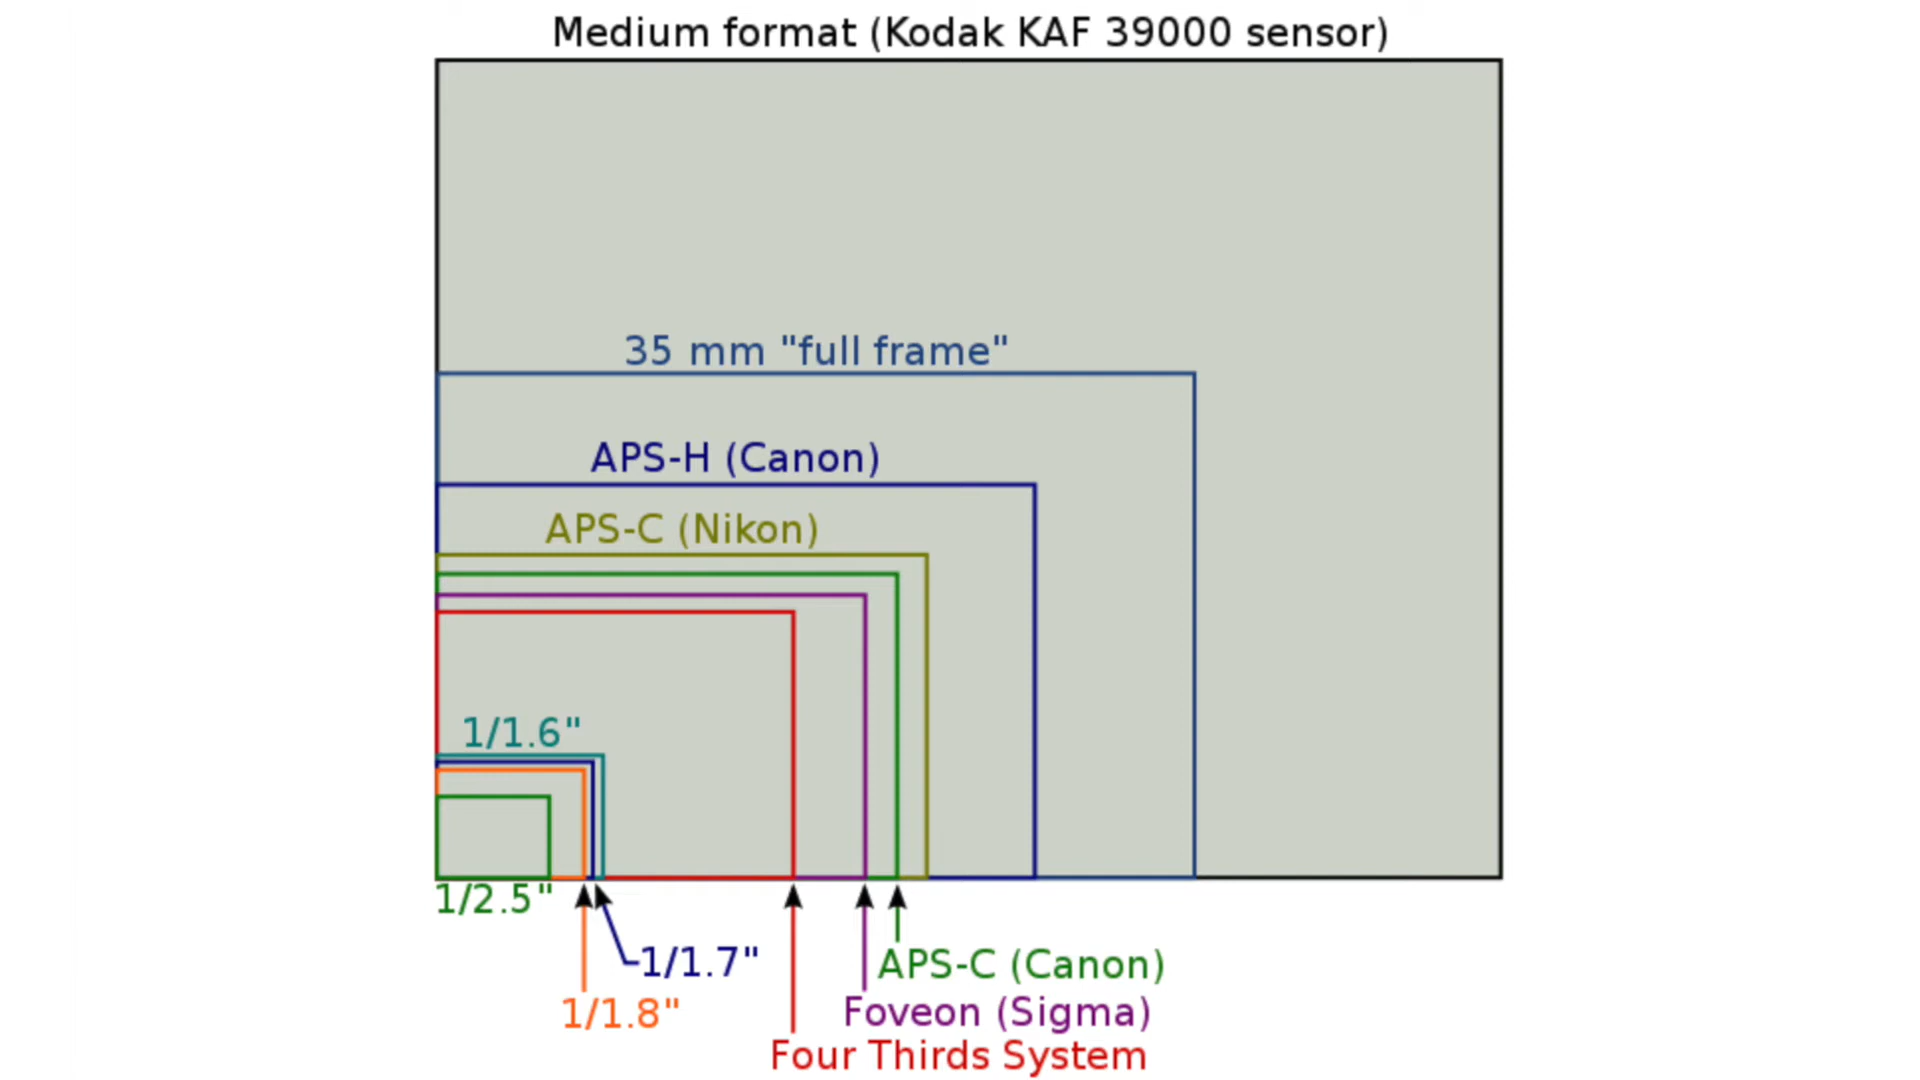 Medium format (Kodak KAF 39000 sensor)
35 mm "full frame"
APS-H (Canon)
APS-C (Nikon)
1/1.6"
1/2.5"
1/1.7"
APS-C (Canon)
1/1.8"
Foveon (Sigma)
Four Thirds System